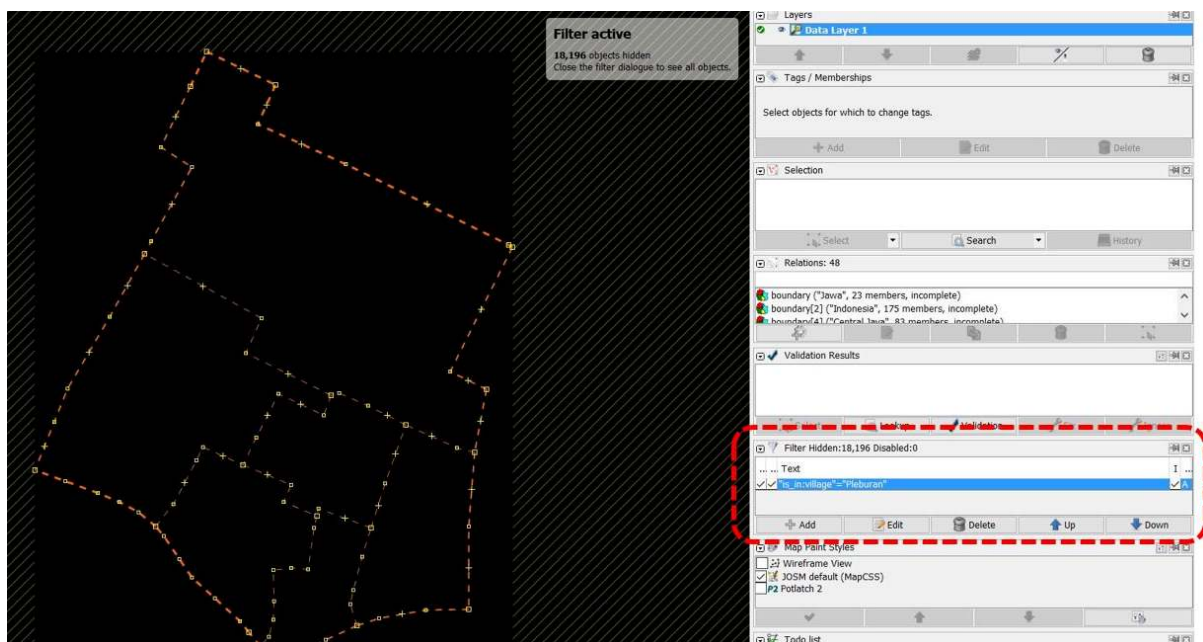 Filter active
18,196 objects hidden
Close the filter dialogue to see all objects.
Layers
Data Layer 1
Tags / Memberships
Select objects for which to change tags.
Add Edit Delete
Selection
Select Search History
Relations: 48
boundary ("Jawa", 23 members, incomplete)
boundary[2] ("Indonesia", 175 members, incomplete)
boundary[4] ("Central Java", 83 members, incomplete)
Validation Results
Select Lookup Validation
Filter Hidden:18,196 Disabled:0
... ... Text I ...
"is_in:village"="Pleburan" A
Add Edit Delete Up Down
Map Paint Styles
Wireframe View
JOSM default (MapCSS)
P2 Potlatch 2
Todo list